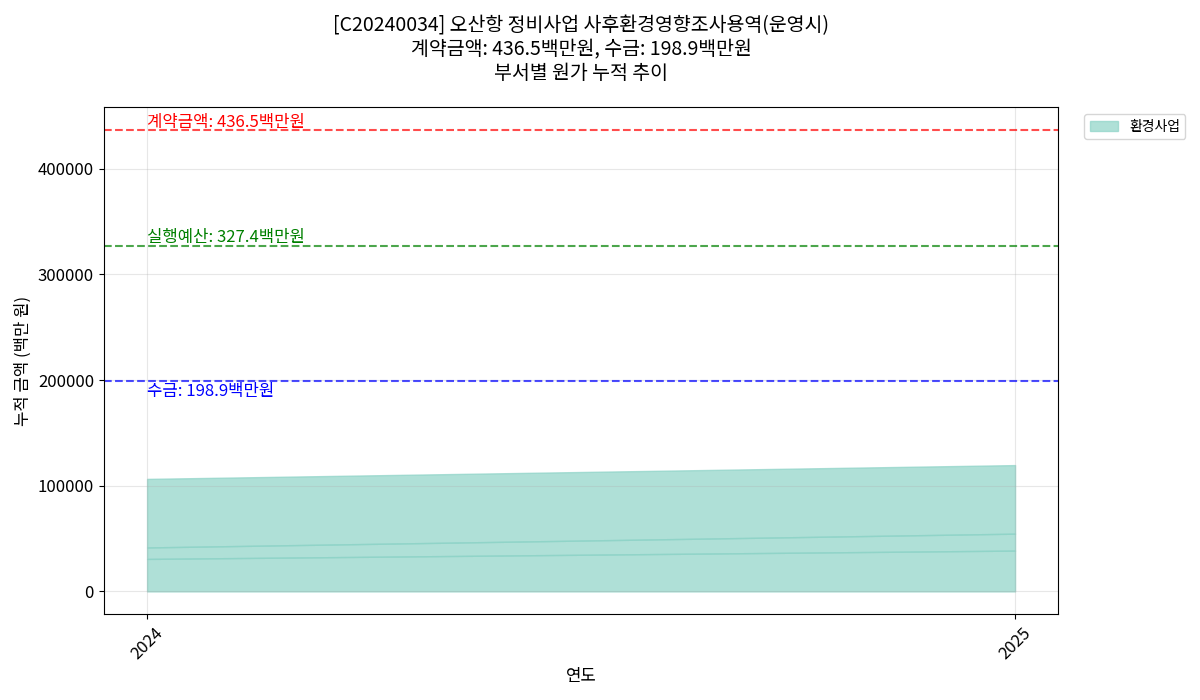 [C20240034] 오산항 정비사업 사후환경영향조사용역(운영시)
계약금액: 436.5백만원, 수금: 198.9백만원
부서별 원가 누적 추이
계약금액: 436.5백만원
환경사업
400000
실행예산: 327.4백만원
300000
누적 금액 (백만 원)
200000
수금: 198.9백만원
100000
0
2024
2025
연도